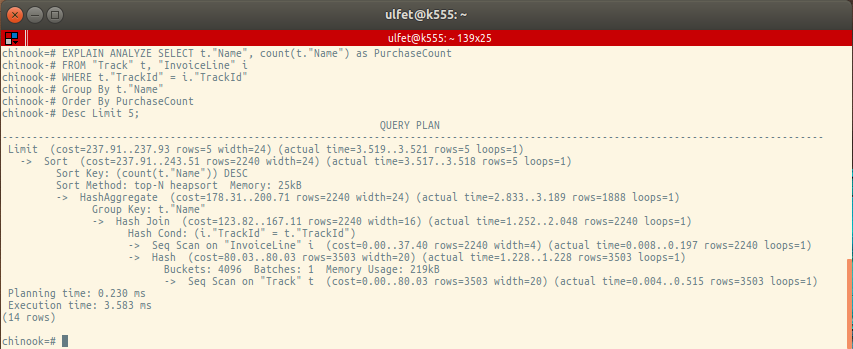 ulfet@k555: ~
ulfet@k555: ~ 139x25
chinook=# EXPLAIN ANALYZE SELECT t."Name", count(t."Name") as PurchaseCount
chinook-# FROM "Track" t, "InvoiceLine" i
chinook-# WHERE t."TrackId" = i."TrackId"
chinook-# Group By t."Name"
chinook-# Order By PurchaseCount
chinook-# Desc Limit 5;
QUERY PLAN
-------------------------------------------------------------------------------------------------------------------------------------------
Limit  (cost=237.91..237.93 rows=5 width=24) (actual time=3.519..3.521 rows=5 loops=1)
->  Sort  (cost=237.91..243.51 rows=2240 width=24) (actual time=3.517..3.518 rows=5 loops=1)
Sort Key: (count(t."Name")) DESC
Sort Method: top-N heapsort  Memory: 25kB
->  HashAggregate  (cost=178.31..200.71 rows=2240 width=24) (actual time=2.833..3.189 rows=1888 loops=1)
Group Key: t."Name"
->  Hash Join  (cost=123.82..167.11 rows=2240 width=16) (actual time=1.252..2.048 rows=2240 loops=1)
Hash Cond: (i."TrackId" = t."TrackId")
->  Seq Scan on "InvoiceLine" i  (cost=0.00..37.40 rows=2240 width=4) (actual time=0.008..0.197 rows=2240 loops=1)
->  Hash  (cost=80.03..80.03 rows=3503 width=20) (actual time=1.228..1.228 rows=3503 loops=1)
Buckets: 4096  Batches: 1  Memory Usage: 219kB
->  Seq Scan on "Track" t  (cost=0.00..80.03 rows=3503 width=20) (actual time=0.004..0.515 rows=3503 loops=1)
Planning time: 0.230 ms
Execution time: 3.583 ms
(14 rows)
chinook=#